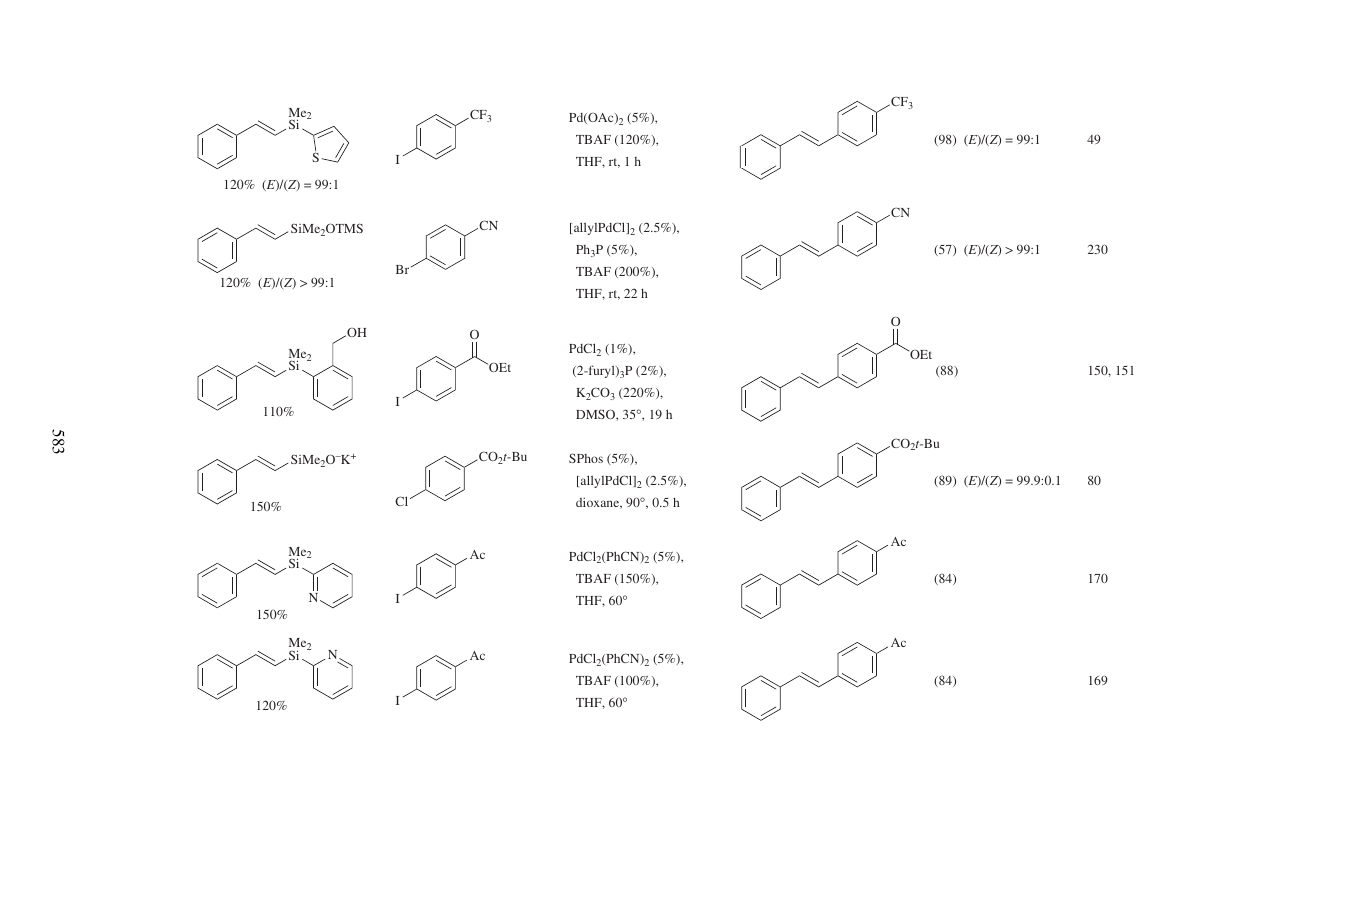 Me2
Si
S
120% (E)/(Z) = 99:1
CF3
I
Pd(OAc)2 (5%),
TBAF (120%),
THF, rt, 1 h
CF3
(98) (E)/(Z) = 99:1
49
SiMe2OTMS
120% (E)/(Z) > 99:1
CN
Br
[allylPdCl]2 (2.5%),
Ph3P (5%),
TBAF (200%),
THF, rt, 22 h
CN
(57) (E)/(Z) > 99:1
230
OH
Me2
Si
110%
O
OEt
I
PdCl2 (1%),
(2-furyl)3P (2%),
K2CO3 (220%),
DMSO, 35°, 19 h
O
OEt
(88)
150, 151
583
SiMe2O–K+
150%
CO2t-Bu
Cl
SPhos (5%),
[allylPdCl]2 (2.5%),
dioxane, 90°, 0.5 h
CO2t-Bu
(89) (E)/(Z) = 99.9:0.1
80
Me2
Si
N
150%
Ac
I
PdCl2(PhCN)2 (5%),
TBAF (150%),
THF, 60°
Ac
(84)
170
Me2
Si
N
120%
Ac
I
PdCl2(PhCN)2 (5%),
TBAF (100%),
THF, 60°
Ac
(84)
169